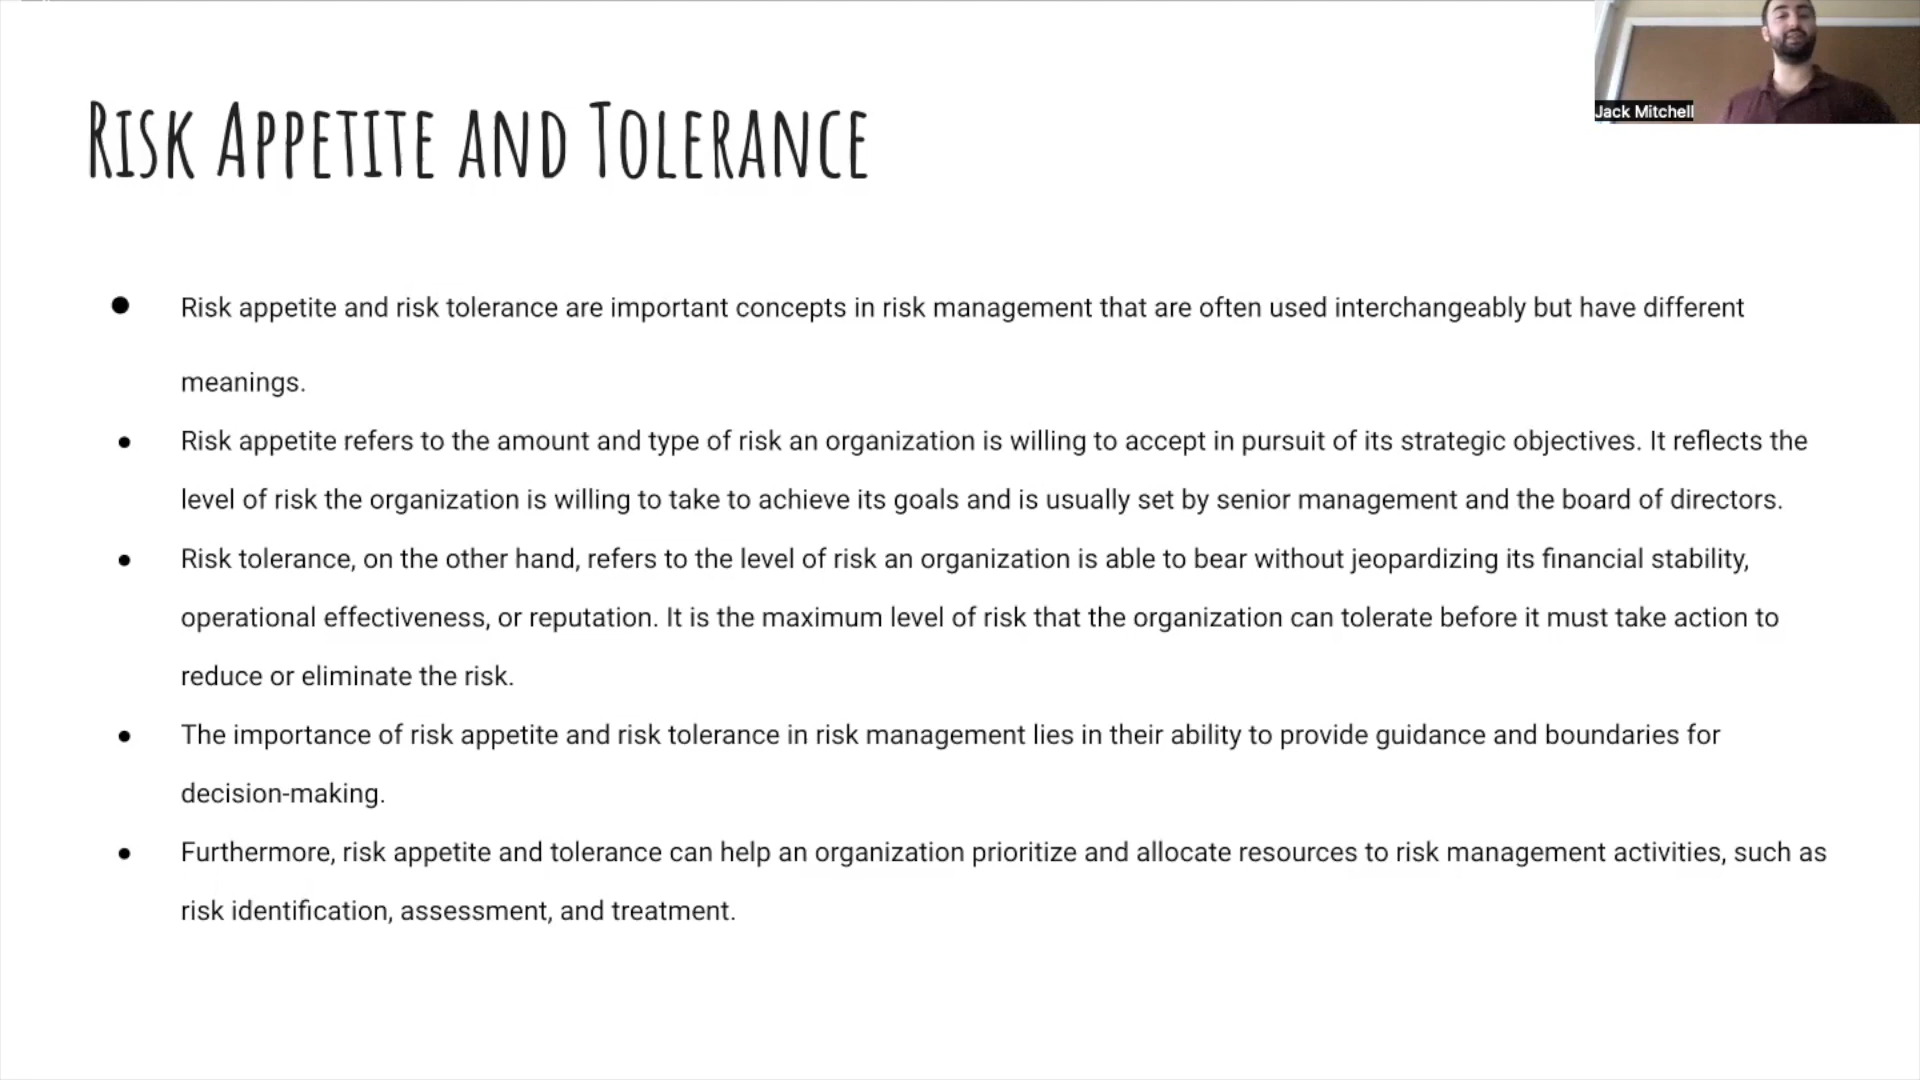 Jack Mitchell
Risk Appetite and Tolerance
● Risk appetite and risk tolerance are important concepts in risk management that are often used interchangeably but have different
meanings.
● Risk appetite refers to the amount and type of risk an organization is willing to accept in pursuit of its strategic objectives. It reflects the
level of risk the organization is willing to take to achieve its goals and is usually set by senior management and the board of directors.
● Risk tolerance, on the other hand, refers to the level of risk an organization is able to bear without jeopardizing its financial stability,
operational effectiveness, or reputation. It is the maximum level of risk that the organization can tolerate before it must take action to
reduce or eliminate the risk.
● The importance of risk appetite and risk tolerance in risk management lies in their ability to provide guidance and boundaries for
decision-making.
● Furthermore, risk appetite and tolerance can help an organization prioritize and allocate resources to risk management activities, such as
risk identification, assessment, and treatment.